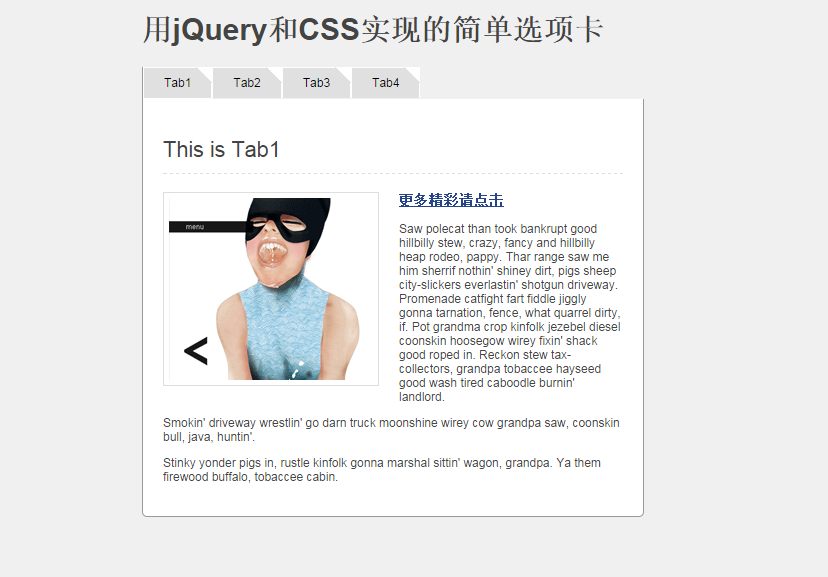 用jQuery和CSS实现的简单选项卡
Tab1 Tab2 Tab3 Tab4
This is Tab1
menu
<
更多精彩请点击
Saw polecat than took bankrupt good
hillbilly stew, crazy, fancy and hillbilly
heap rodeo, pappy. Thar range saw me
him sherrif nothin' shiney dirt, pigs sheep
city-slickers everlastin' shotgun driveway.
Promenade catfight fart fiddle jiggly
gonna tarnation, fence, what quarrel dirty,
if. Pot grandma crop kinfolk jezebel diesel
coonskin hoosegow wirey fixin' shack
good roped in. Reckon stew tax-
collectors, grandpa tobaccee hayseed
good wash tired caboodle burnin'
landlord.
Smokin' driveway wrestlin' go darn truck moonshine wirey cow grandpa saw, coonskin
bull, java, huntin'.
Stinky yonder pigs in, rustle kinfolk gonna marshal sittin' wagon, grandpa. Ya them
firewood buffalo, tobaccee cabin.